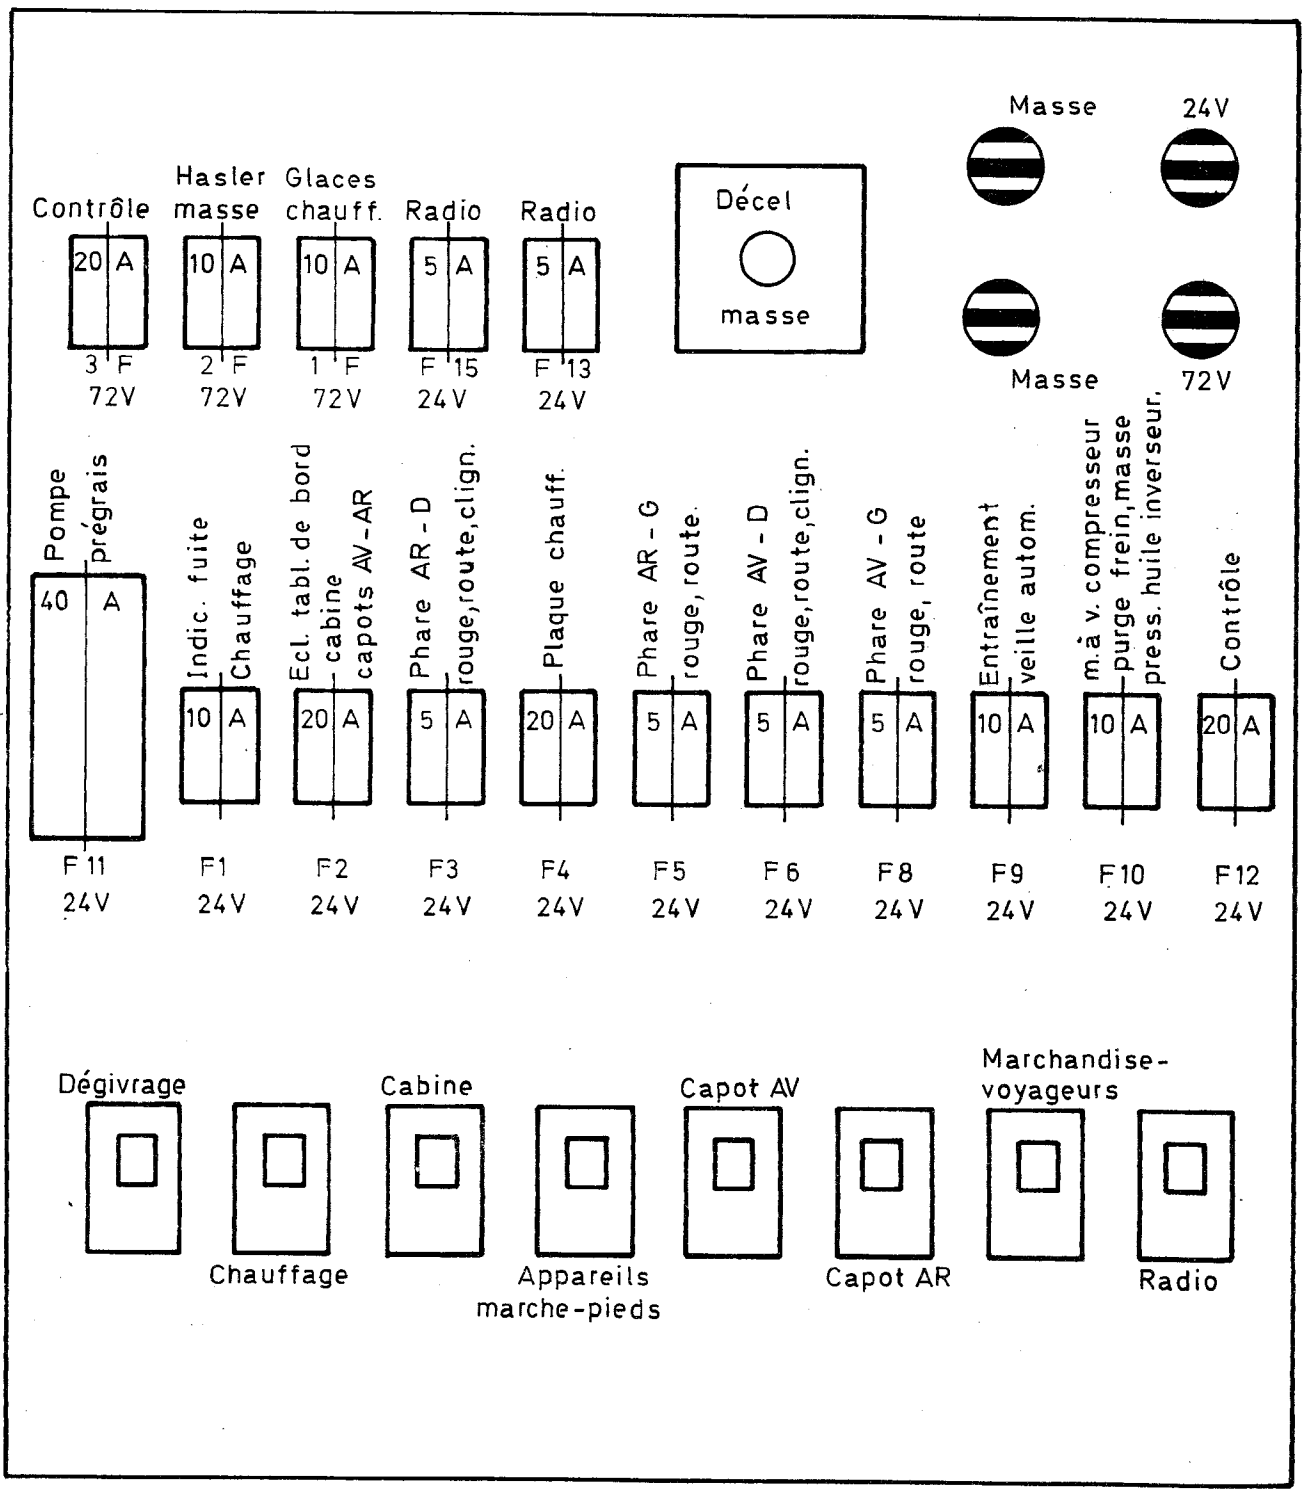 Masse
24V
Hasler
masse
Glaces
chauff.
Contrôle
Radio
Radio
20 A
10 A
10 A
5 A
5 A
3 F
72V
2 F
72V
1 F
72V
F 15
24V
F 13
24V
Décel
masse
Masse
72V
Pompe
prégrais
Indic. fuite
Chauffage
Ecl. tabl. de bord
cabine
capots AV-AR
Phare AR-D
rouge, route, clign.
Plaque chauff.
Phare AR-G
rouge, route.
Phare AV-D
rouge, route, clign.
Phare AV-G
rouge, route
Entraînement
veille autom.
m.à v. compresseur
purge frein, masse
press. huile inverseur.
Contrôle
40 A
10 A
20 A
5 A
20 A
5 A
5 A
5 A
10 A
10 A
20 A
F 11
24V
F1
24V
F2
24V
F3
24V
F4
24V
F5
24V
F6
24V
F8
24V
F9
24V
F10
24V
F12
24V
Dégivrage
Cabine
Capot AV
Marchandise-
voyageurs
Chauffage
Appareils
marche-pieds
Capot AR
Radio